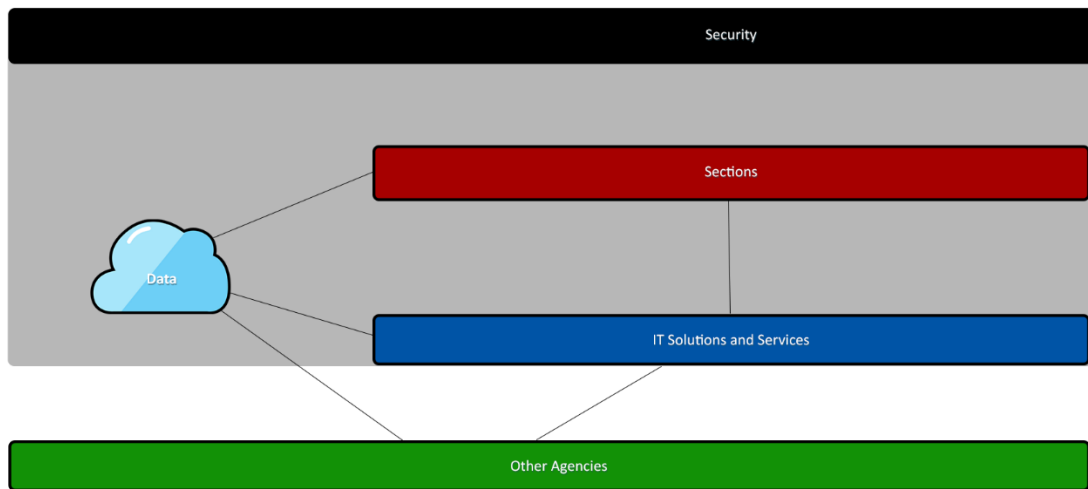 Security
Sections
Data
IT Solutions and Services
Other Agencies